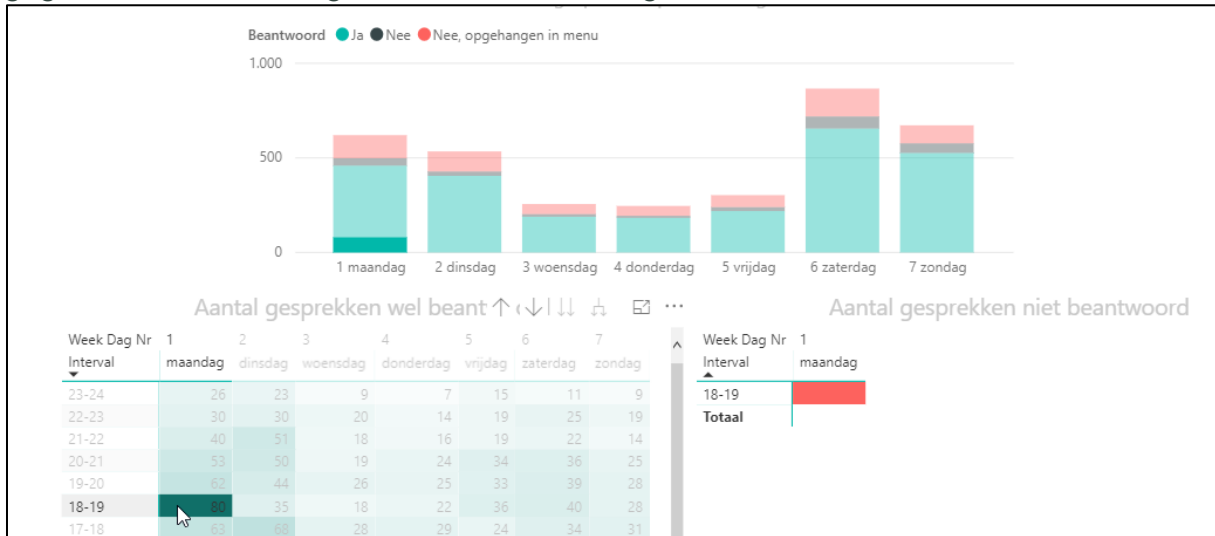 Beantwoord Ja Nee Nee, opgehangen in menu
1.000
500
0
1 maandag 2 dinsdag 3 woensdag 4 donderdag 5 vrijdag 6 zaterdag 7 zondag
Aantal gesprekken wel beant
Aantal gesprekken niet beantwoord
Week Dag Nr 1 2 3 4 5 6 7
Interval maandag dinsdag woensdag donderdag vrijdag zaterdag zondag
23-24 26 23 9 7 15 11 9
22-23 30 30 20 14 19 25 19
21-22 40 51 18 16 19 22 14
20-21 53 50 19 24 34 36 25
19-20 62 44 26 25 33 39 28
18-19 80 35 18 22 36 40 28
17-18 63 68 28 29 24 34 31
Week Dag Nr 1
Interval maandag
18-19
Totaal